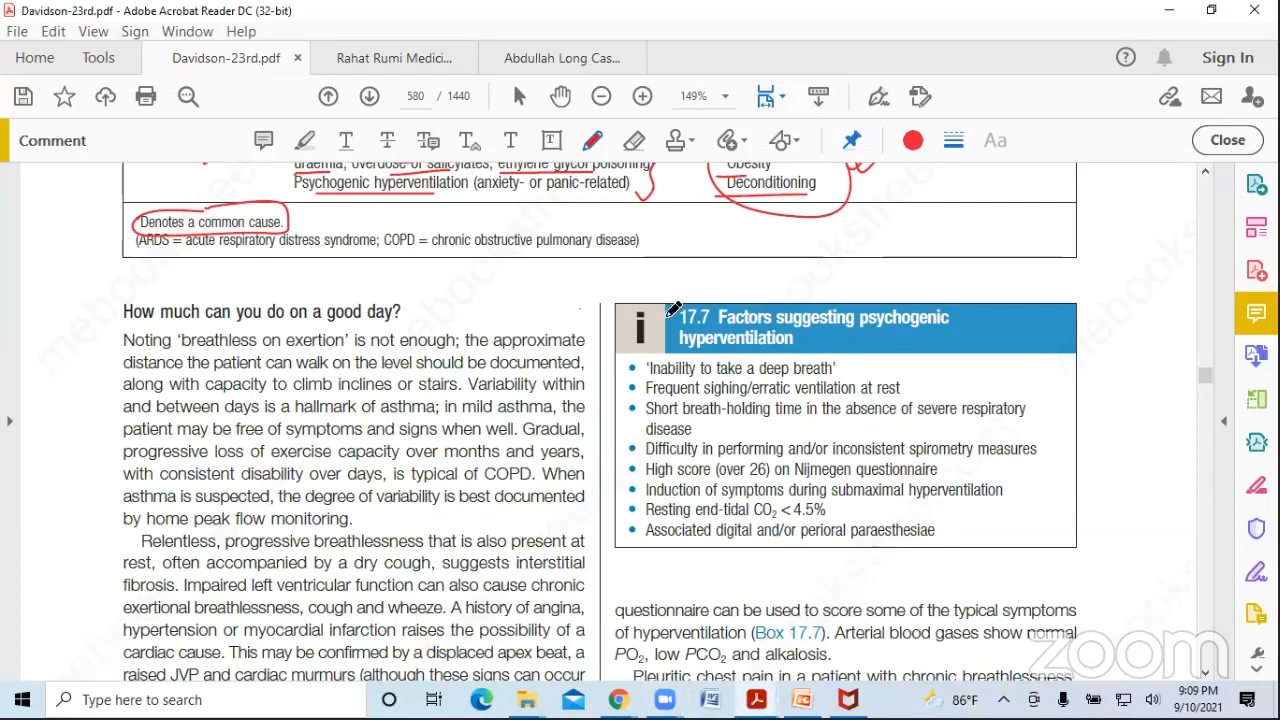 Davidson-23rd.pdf - Adobe Acrobat Reader DC (32-bit)
File Edit View Sign Window Help
Home Tools Davidson-23rd.pdf × Rahat Rumi Medici... Abdullah Long Cas... Sign In
580 / 1440 149%
Comment Aa Close
uraemia, overdose of salicylates, ethylene glycol poisoning
Obesity
Psychogenic hyperventilation (anxiety- or panic-related)
Deconditioning
Denotes a common cause.
(ARDS = acute respiratory distress syndrome; COPD = chronic obstructive pulmonary disease)
How much can you do on a good day?
Noting ‘breathless on exertion’ is not enough; the approximate
distance the patient can walk on the level should be documented,
along with capacity to climb inclines or stairs. Variability within
and between days is a hallmark of asthma; in mild asthma, the
patient may be free of symptoms and signs when well. Gradual,
progressive loss of exercise capacity over months and years,
with consistent disability over days, is typical of COPD. When
asthma is suspected, the degree of variability is best documented
by home peak flow monitoring.
Relentless, progressive breathlessness that is also present at
rest, often accompanied by a dry cough, suggests interstitial
fibrosis. Impaired left ventricular function can also cause chronic
exertional breathlessness, cough and wheeze. A history of angina,
hypertension or myocardial infarction raises the possibility of a
cardiac cause. This may be confirmed by a displaced apex beat, a
raised JVP and cardiac murmurs (although these signs can occur
i
17.7 Factors suggesting psychogenic
hyperventilation
• ‘Inability to take a deep breath’
• Frequent sighing/erratic ventilation at rest
• Short breath-holding time in the absence of severe respiratory
disease
• Difficulty in performing and/or inconsistent spirometry measures
• High score (over 26) on Nijmegen questionnaire
• Induction of symptoms during submaximal hyperventilation
• Resting end-tidal CO₂ < 4.5%
• Associated digital and/or perioral paraesthesiae
questionnaire can be used to score some of the typical symptoms
of hyperventilation (Box 17.7). Arterial blood gases show normal
PO₂, low PCO₂ and alkalosis.
Pleuritic chest pain in a patient with chronic breathlessness,
zoom
Type here to search
86°F
9:09 PM
9/10/2021